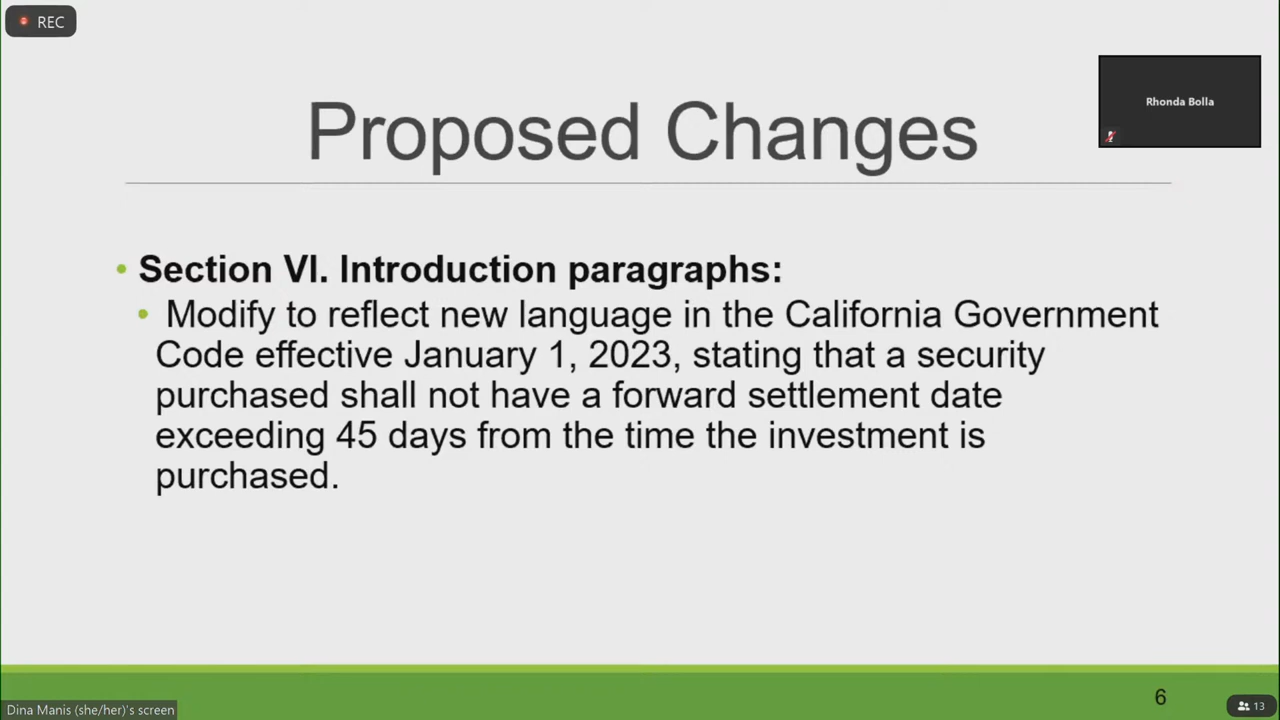 REC
Rhonda Bolla
Proposed Changes
• Section VI. Introduction paragraphs:
• Modify to reflect new language in the California Government
Code effective January 1, 2023, stating that a security
purchased shall not have a forward settlement date
exceeding 45 days from the time the investment is
purchased.
6
Dina Manis (she/her)'s screen
13